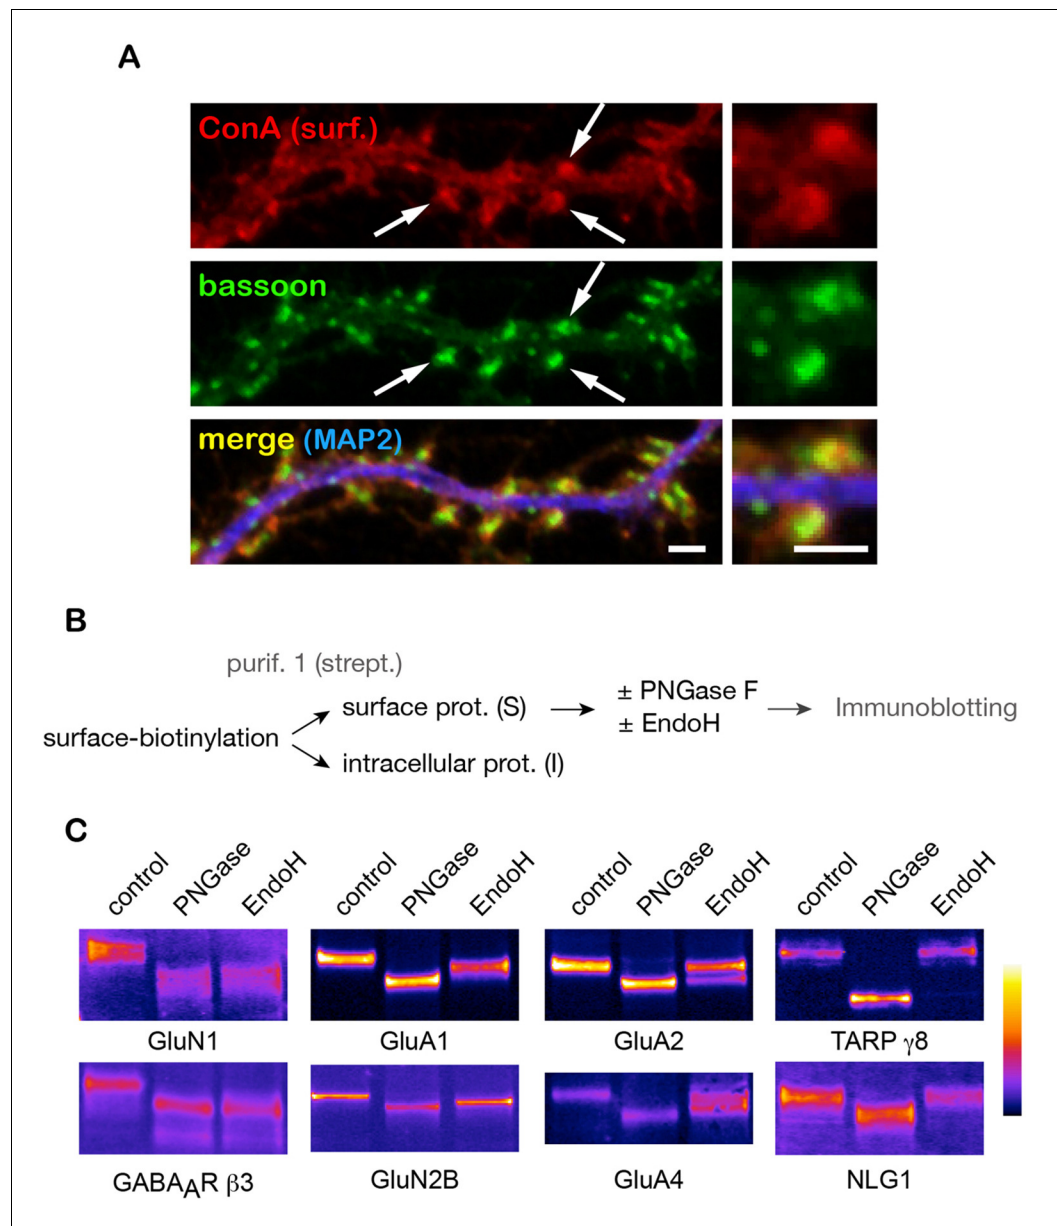 A
ConA (surf.)
bassoon
merge (MAP2)
B
purif. 1 (strept.)
surface-biotinylation
surface prot. (S)
intracellular prot. (I)
± PNGase F
± EndoH
Immunoblotting
C
control PNGase EndoH control PNGase EndoH control PNGase EndoH control PNGase EndoH
GluN1 GluA1 GluA2 TARP γ8
GABAAR β3 GluN2B GluA4 NLG1